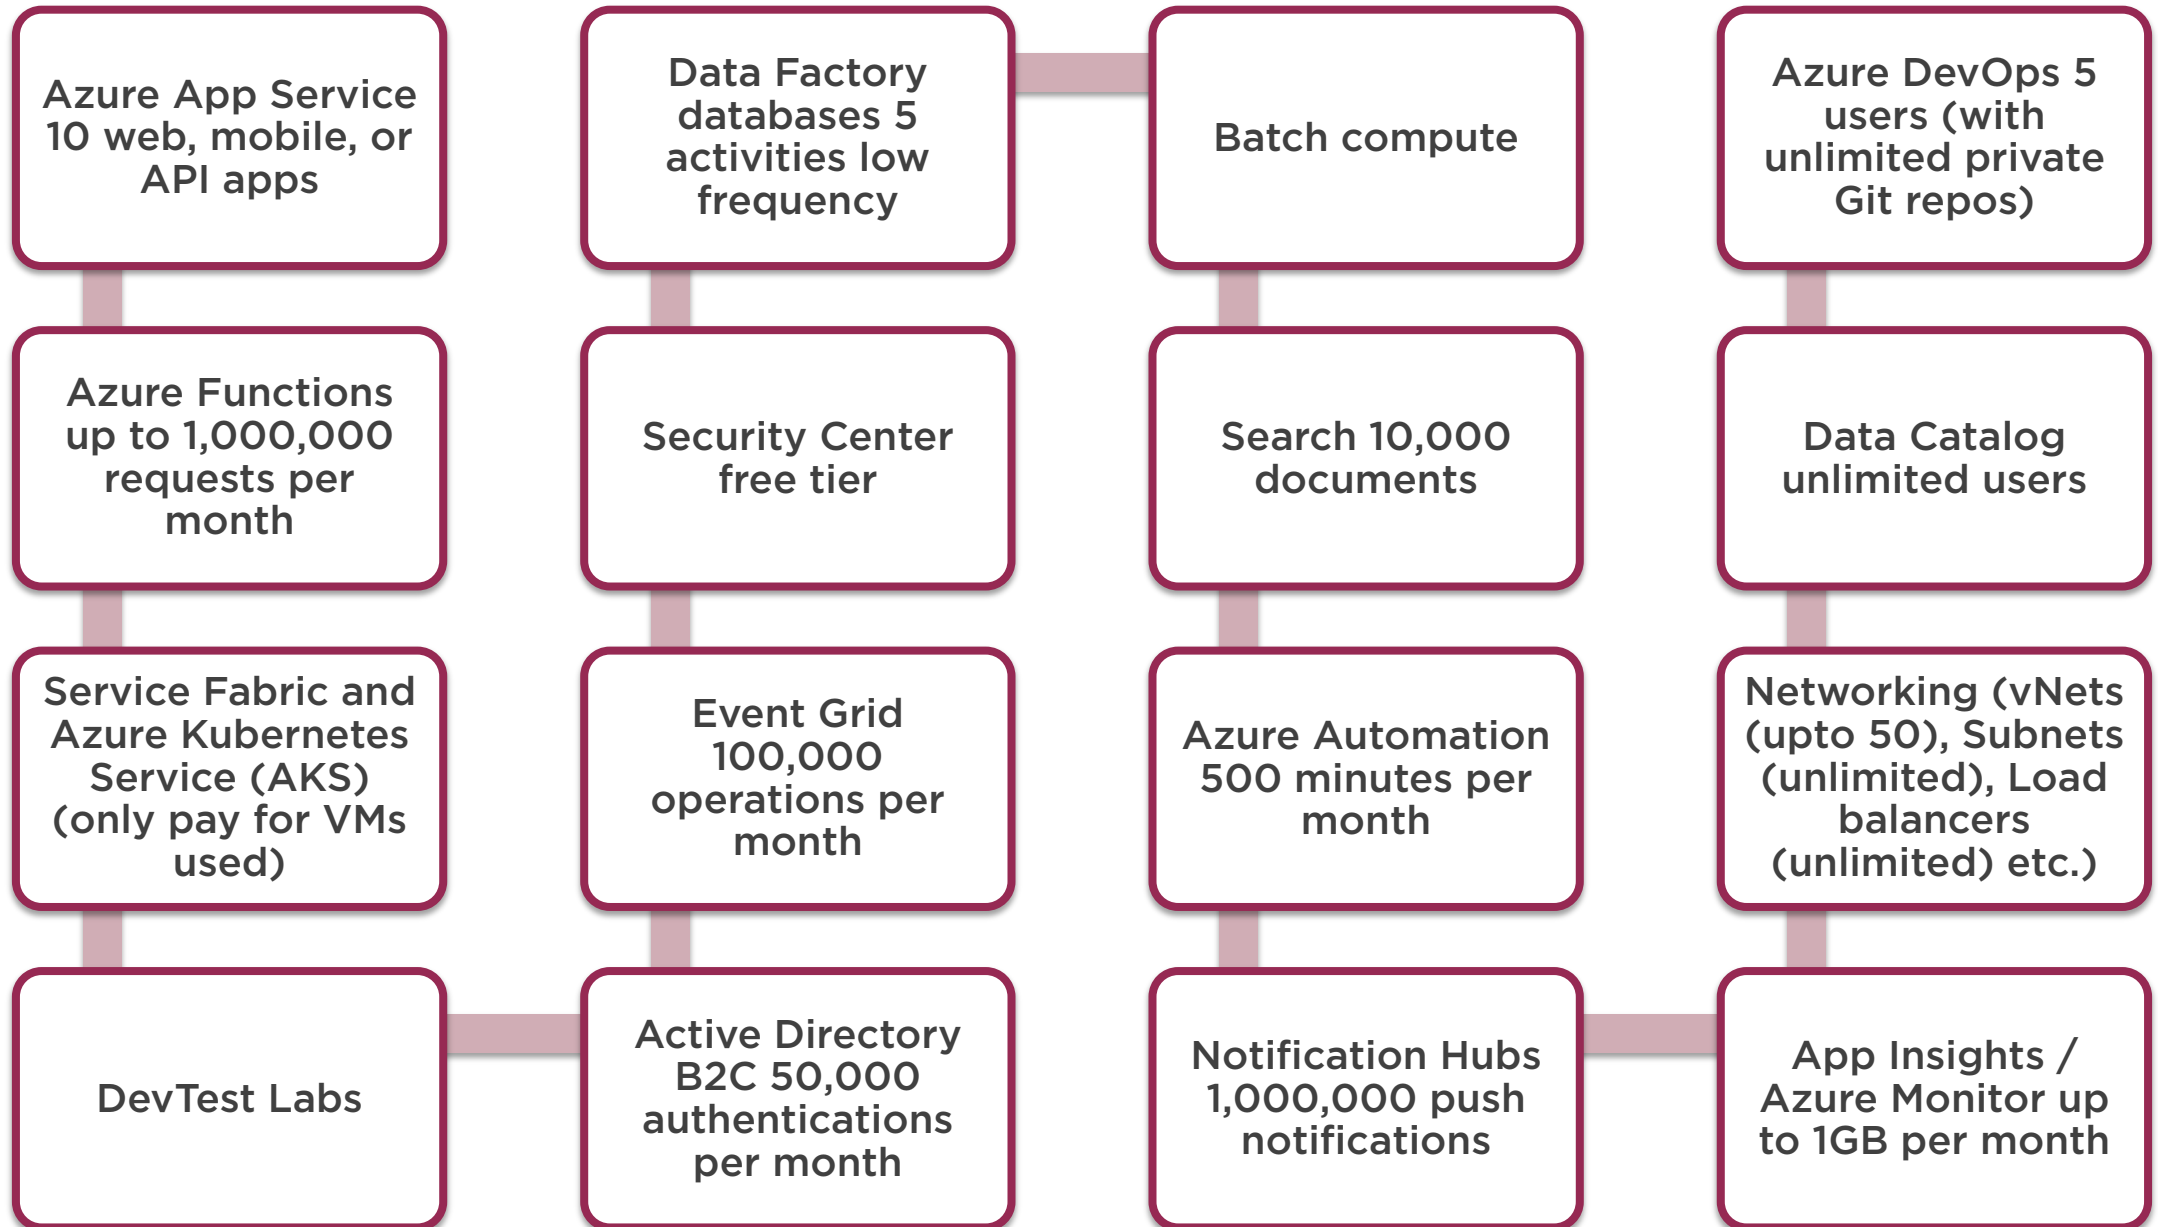 Azure App Service
10 web, mobile, or
API apps
Azure Functions
up to 1,000,000
requests per
month
Service Fabric and
Azure Kubernetes
Service (AKS)
(only pay for VMs
used)
DevTest Labs
Active Directory
B2C 50,000
authentications
per month
Event Grid
100,000
operations per
month
Security Center
free tier
Data Factory
databases 5
activities low
frequency
Batch compute
Search 10,000
documents
Azure Automation
500 minutes per
month
Notification Hubs
1,000,000 push
notifications
App Insights /
Azure Monitor up
to 1GB per month
Networking (vNets
(upto 50), Subnets
(unlimited), Load
balancers
(unlimited) etc.)
Data Catalog
unlimited users
Azure DevOps 5
users (with
unlimited private
Git repos)